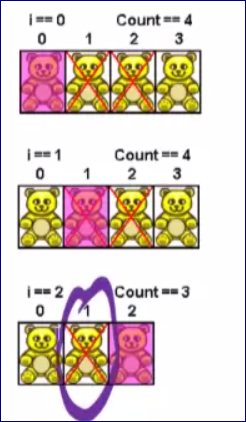 i == 0 Count == 4
0 1 2 3
i == 1 Count == 4
0 1 2 3
i == 2 Count == 3
0 1 2